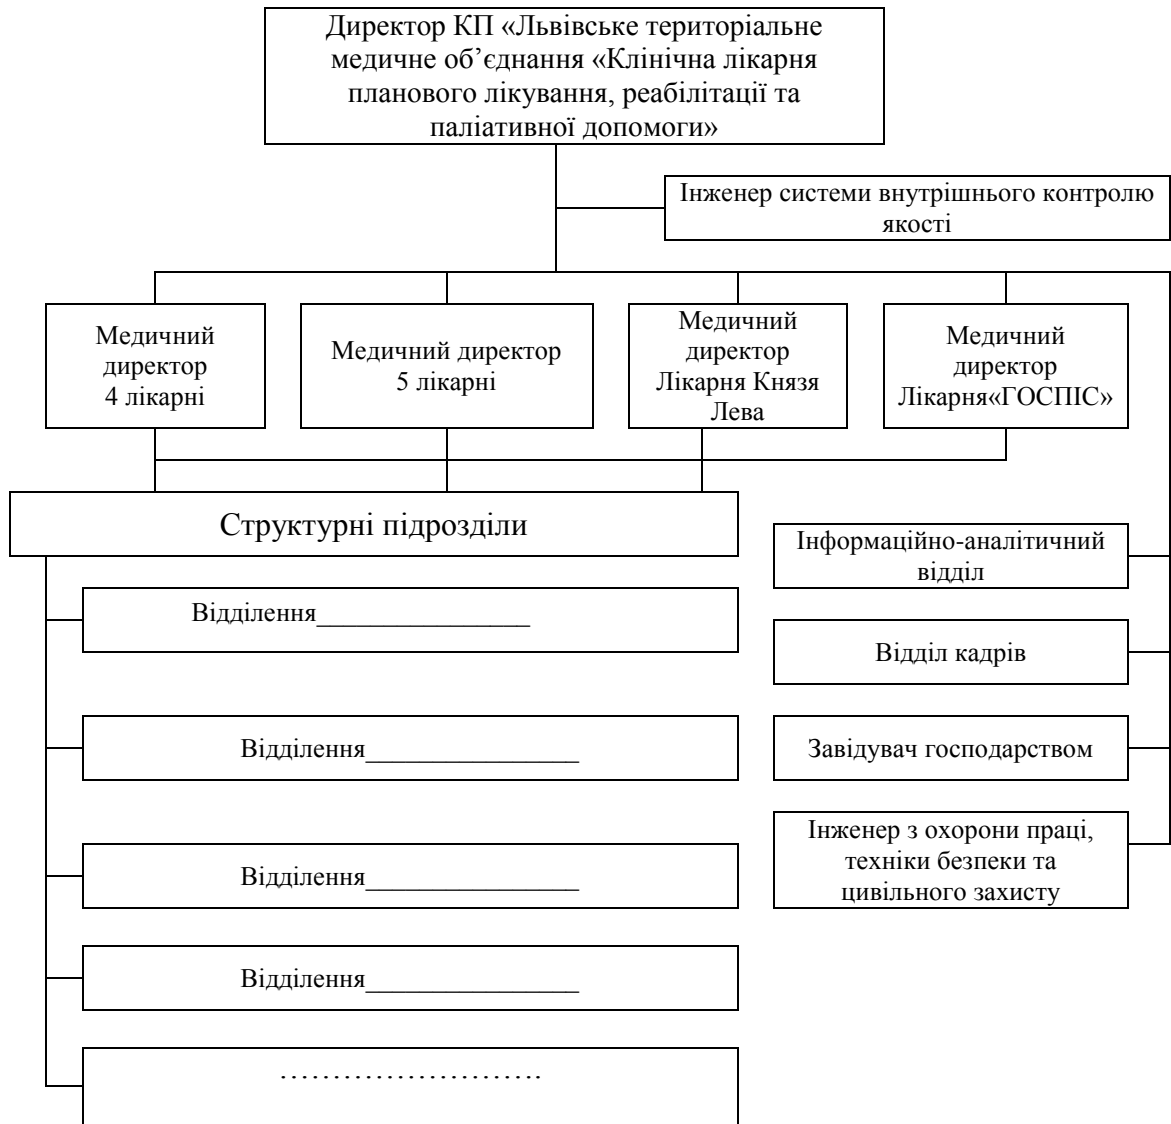 Директор КП «Львівське територіальне
медичне об’єднання «Клінічна лікарня
планового лікування, реабілітації та
паліативної допомоги»
Інженер системи внутрішнього контролю
якості
Медичний
директор
4 лікарні
Медичний директор
5 лікарні
Медичний
директор
Лікарня Князя
Лева
Медичний
директор
Лікарня«ГОСПІС»
Структурні підрозділи
Інформаційно-аналітичний
відділ
Відділення________________
Відділ кадрів
Відділення________________
Завідувач господарством
Відділення________________
Інженер з охорони праці,
техніки безпеки та
цивільного захисту
Відділення________________
…………………….